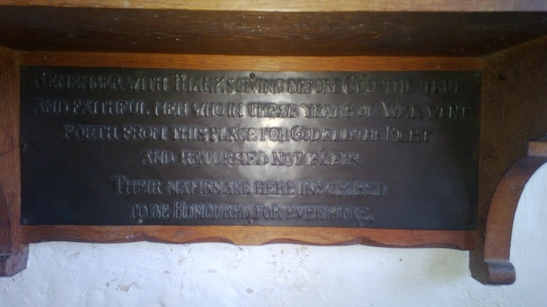 REMEMBER WITH THANKSGIVING BEFORE GOD THE TRUE
AND FAITHFUL MEN WHO IN THESE YEARS OF WAR WENT
FORTH FROM THIS PLACE FOR GOD AND THE RIGHT
AND RETURNED NOT AGAIN
THEIR NAMES ARE HERE INSCRIBED
TO BE HONOURED FOR EVERMORE.